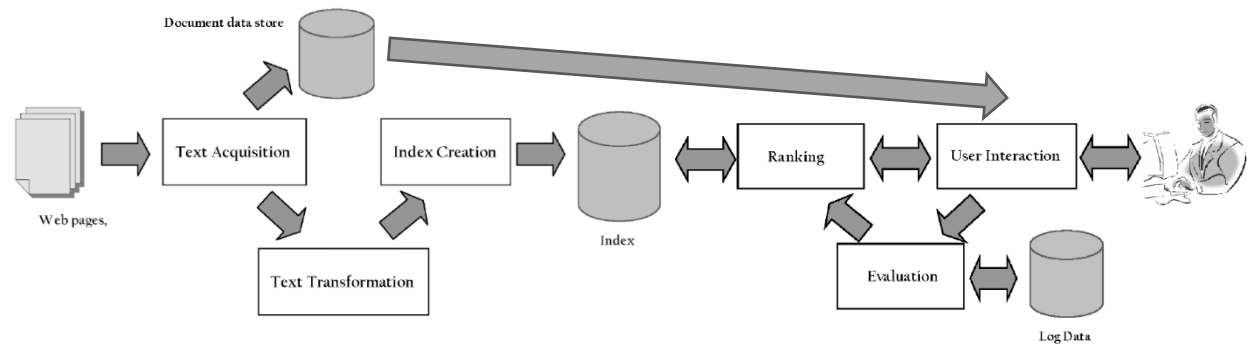 Document data store
Text Acquisition
Index Creation
Ranking
User Interaction
Web pages,
Index
Text Transformation
Evaluation
Log Data